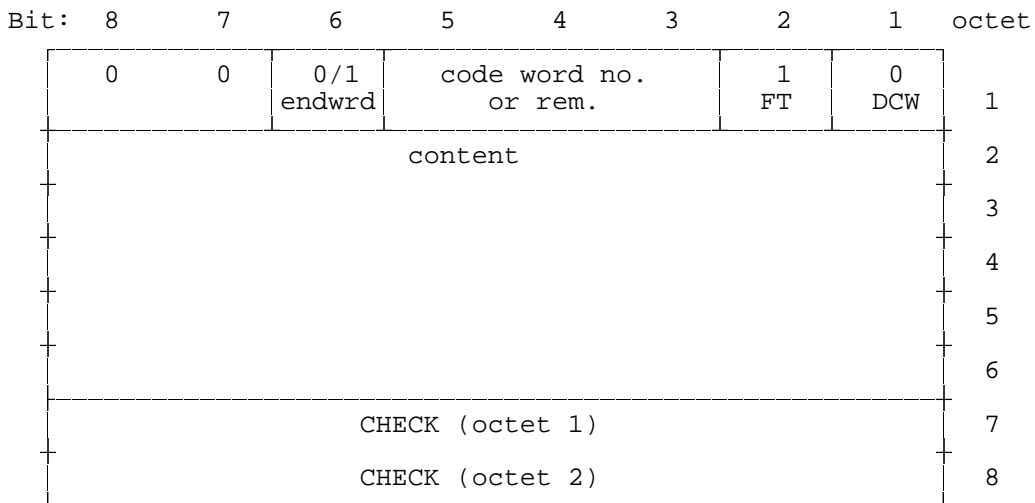 Bit: 8 7 6 5 4 3 2 1 octet
0 0 0/1 code word no. 1 0
endwrd or rem. FT DCW 1
content 2
3
4
5
6
CHECK (octet 1) 7
CHECK (octet 2) 8